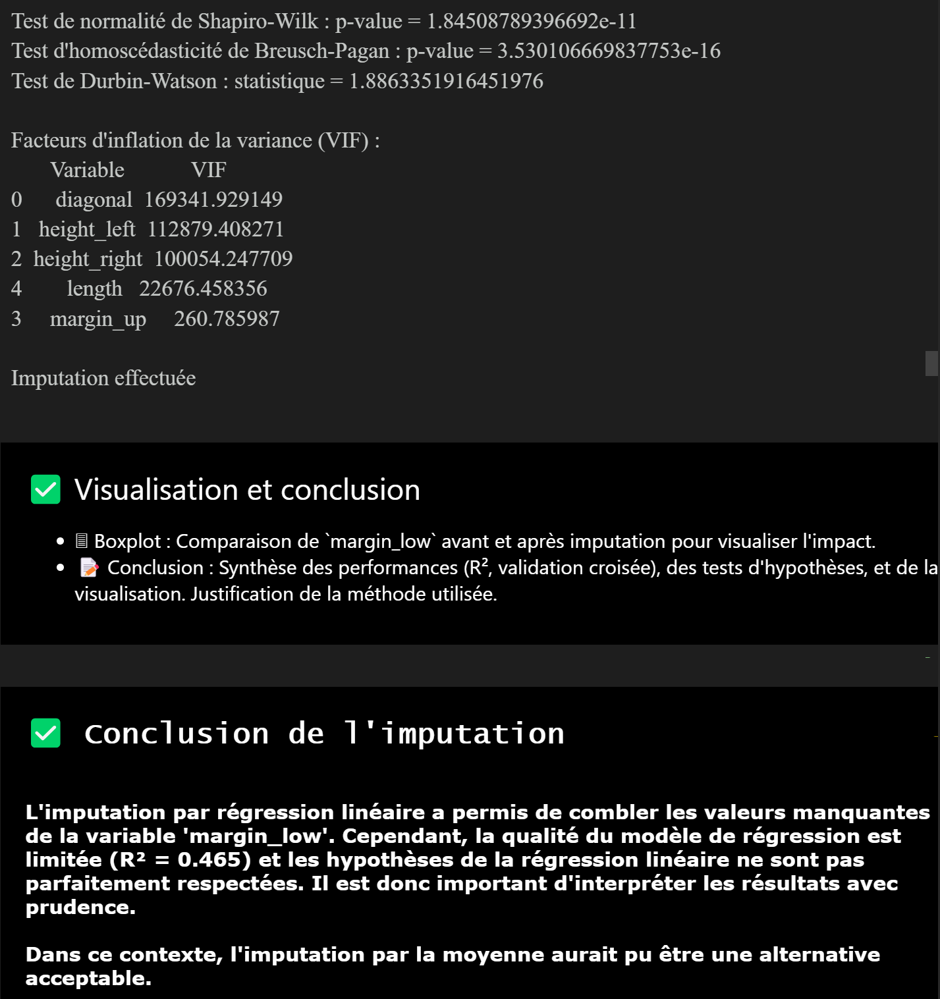 Test de normalité de Shapiro-Wilk : p-value = 1.84508789396692e-11
Test d'homoscédasticité de Breusch-Pagan : p-value = 3.530106669837753e-16
Test de Durbin-Watson : statistique = 1.8863351916451976
Facteurs d'inflation de la variance (VIF) :
Variable VIF
0 diagonal 169341.929149
1 height_left 112879.408271
2 height_right 100054.247709
4 length 22676.458356
3 margin_up 260.785987
Imputation effectuée
✅ Visualisation et conclusion
• 🗏 Boxplot : Comparaison de `margin_low` avant et après imputation pour visualiser l'impact.
• 📝 Conclusion : Synthèse des performances (R², validation croisée), des tests d'hypothèses, et de la
visualisation. Justification de la méthode utilisée.
✅ Conclusion de l'imputation
L'imputation par régression linéaire a permis de combler les valeurs manquantes
de la variable 'margin_low'. Cependant, la qualité du modèle de régression est
limitée (R² = 0.465) et les hypothèses de la régression linéaire ne sont pas
parfaitement respectées. Il est donc important d'interpréter les résultats avec
prudence.
Dans ce contexte, l'imputation par la moyenne aurait pu être une alternative
acceptable.